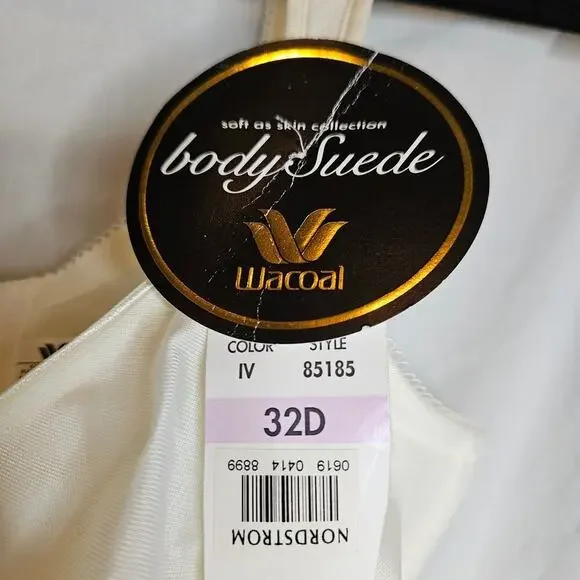 soft as skin collection
body Suede
Wacoal
COLOR STYLE
IV 85185
32D
0619 0414 8899
NORDSTROM